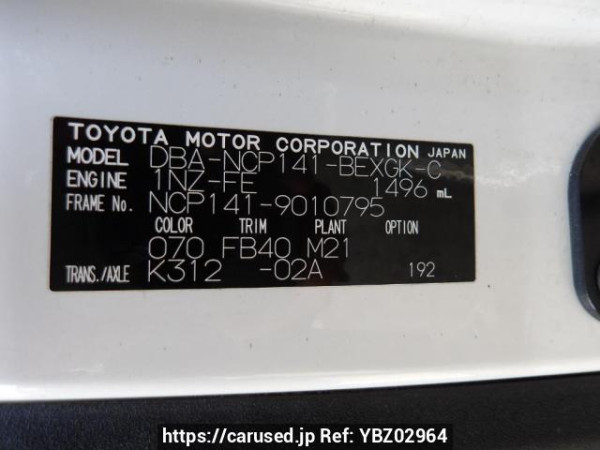 TOYOTA MOTOR CORPORATION JAPAN
MODEL DBA-NCP141-BEXGK-C
ENGINE 1NZ-FE 1496 mL
FRAME No. NCP141-9010795
COLOR TRIM PLANT OPTION
070 FB40 M21
TRANS./AXLE K312 -02A 192
https://carused.jp Ref: YBZ02964